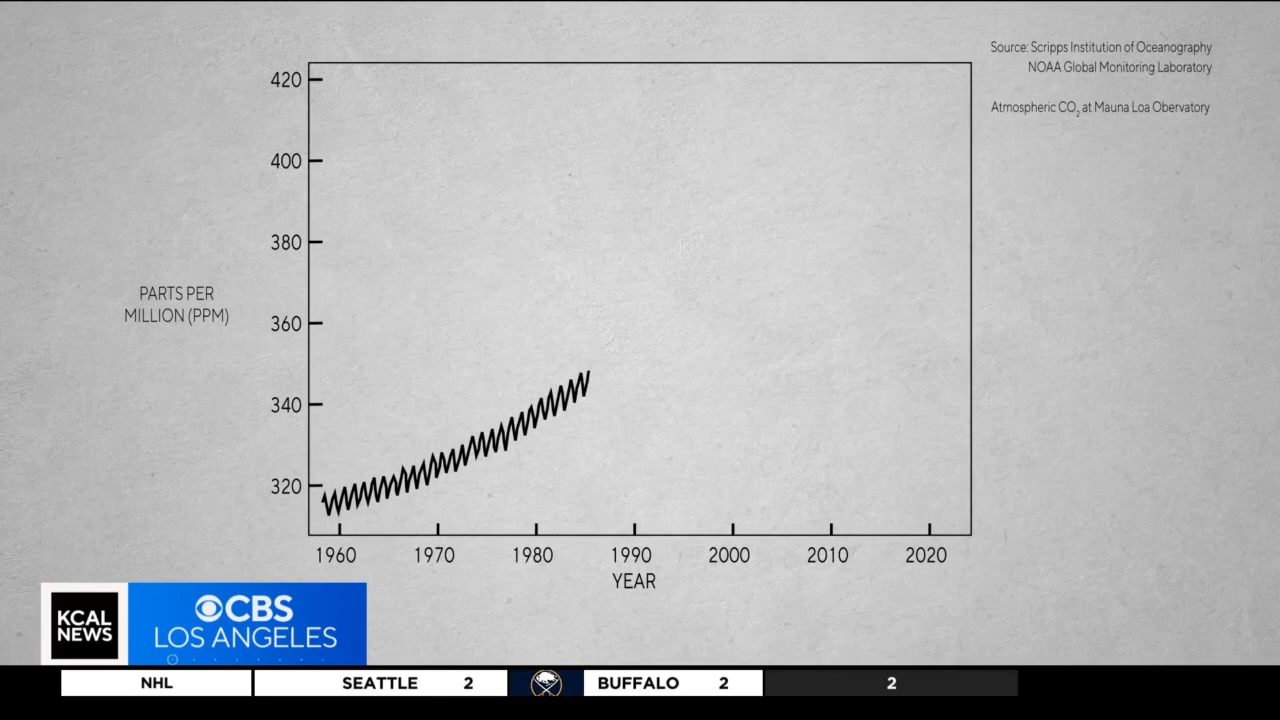 Source: Scripps Institution of Oceanography
NOAA Global Monitoring Laboratory
Atmospheric CO₂ at Mauna Loa Obervatory
420
400
380
360
340
320
PARTS PER
MILLION (PPM)
1960 1970 1980 1990 2000 2010 2020
YEAR
KCAL
NEWS
CBS
LOS ANGELES
NHL SEATTLE 2 BUFFALO 2 2